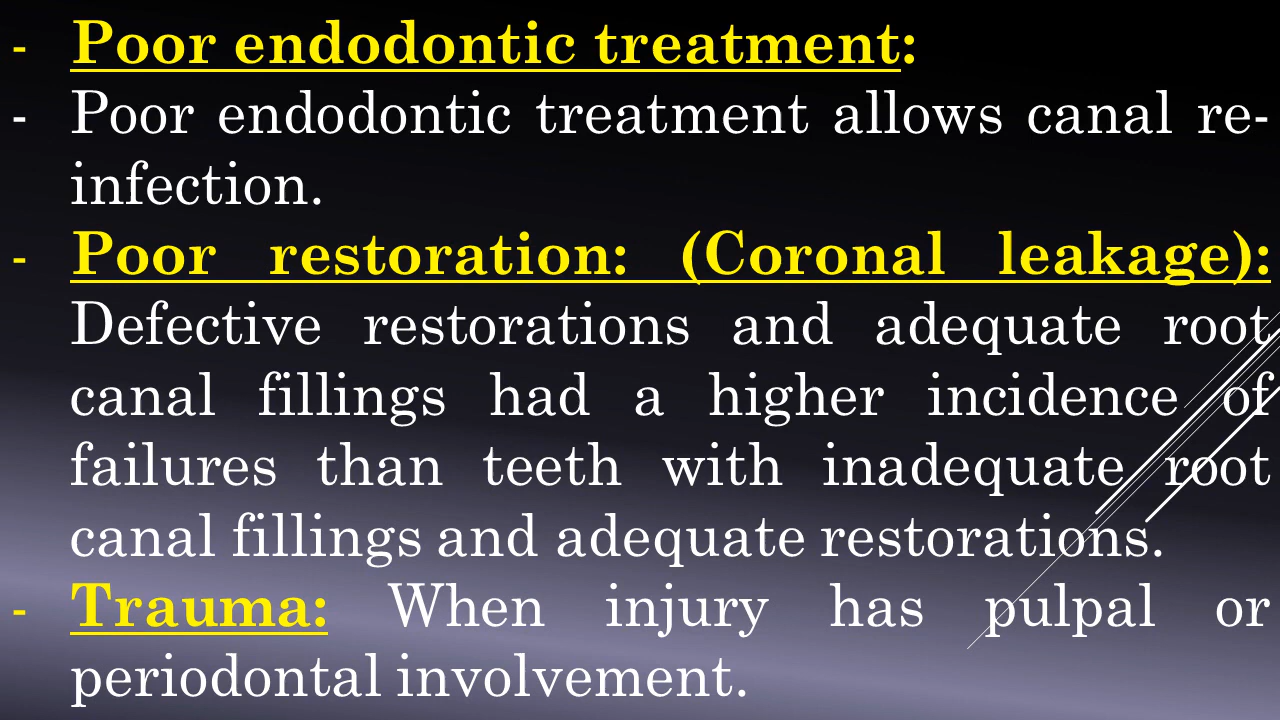 - Poor endodontic treatment:
- Poor endodontic treatment allows canal re-
infection.
- Poor restoration: (Coronal leakage):
Defective restorations and adequate root
canal fillings had a higher incidence of
failures than teeth with inadequate root
canal fillings and adequate restorations.
- Trauma: When injury has pulpal or
periodontal involvement.